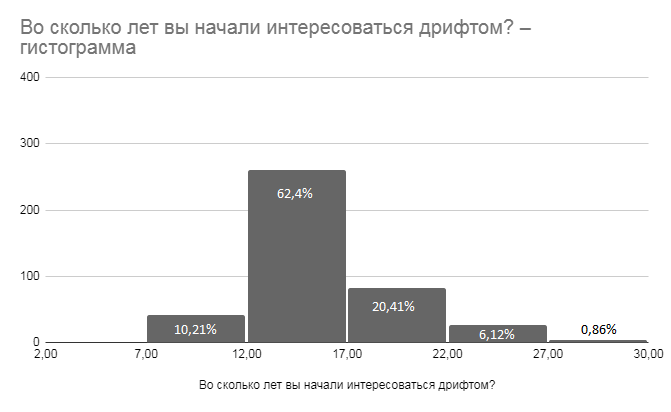 Во сколько лет вы начали интересоваться дрифтом? –
гистограмма
400
300
200
100
0
62,4%
10,21%
20,41%
6,12%
0,86%
2,00 7,00 12,00 17,00 22,00 27,00 30,00
Во сколько лет вы начали интересоваться дрифтом?